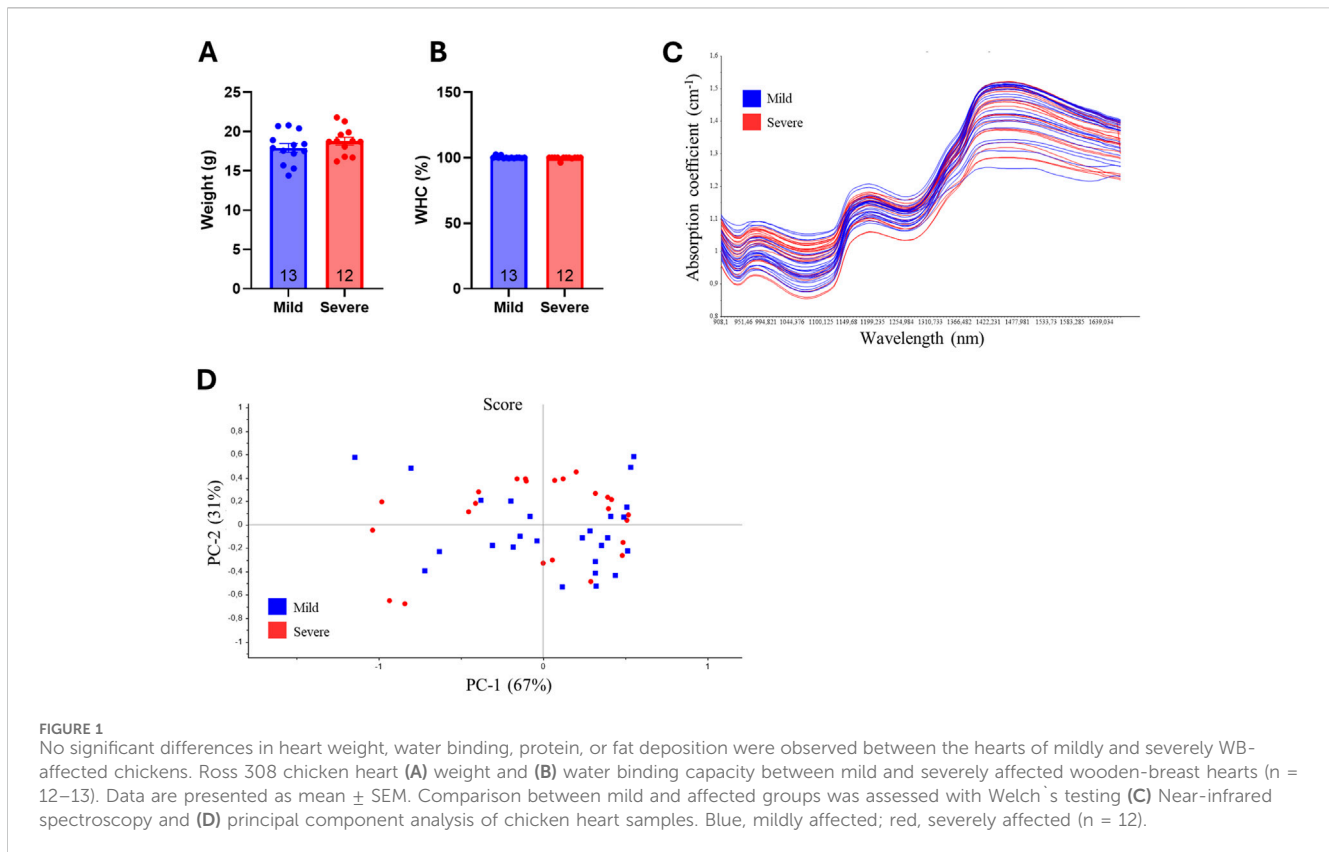 A
25
20
15
10
5
0
Weight (g)
13
12
Mild
Severe
B
150
100
50
0
WHC (%)
13
12
Mild
Severe
C
1,6
1,5
1,4
1,3
1,2
1,1
1
0,9
0,8
Absorption coefficient (cm-1)
Mild
Severe
908,1 951,46 994,821 1044,376 1100,125 1149,68 1199,235 1254,984 1310,733 1366,482 1422,231 1477,981 1533,73 1583,285 1639,034
Wavelength (nm)
D
Score
1
0,8
0,6
0,4
0,2
0
-0,2
-0,4
-0,6
-0,8
-1
PC-2 (31%)
Mild
Severe
-1 0 1
PC-1 (67%)
FIGURE 1
No significant differences in heart weight, water binding, protein, or fat deposition were observed between the hearts of mildly and severely WB-
affected chickens. Ross 308 chicken heart (A) weight and (B) water binding capacity between mild and severely affected wooden-breast hearts (n =
12–13). Data are presented as mean ± SEM. Comparison between mild and affected groups was assessed with Welch`s testing (C) Near-infrared
spectroscopy and (D) principal component analysis of chicken heart samples. Blue, mildly affected; red, severely affected (n = 12).